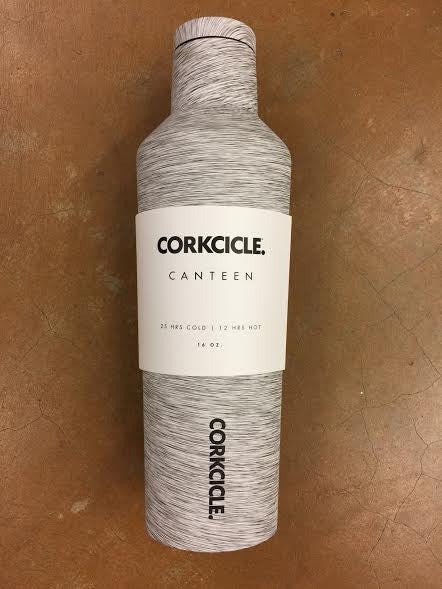 CORKCICLE.
CANTEEN
25 HRS COLD | 12 HRS HOT
16 OZ.
CORKCICLE.